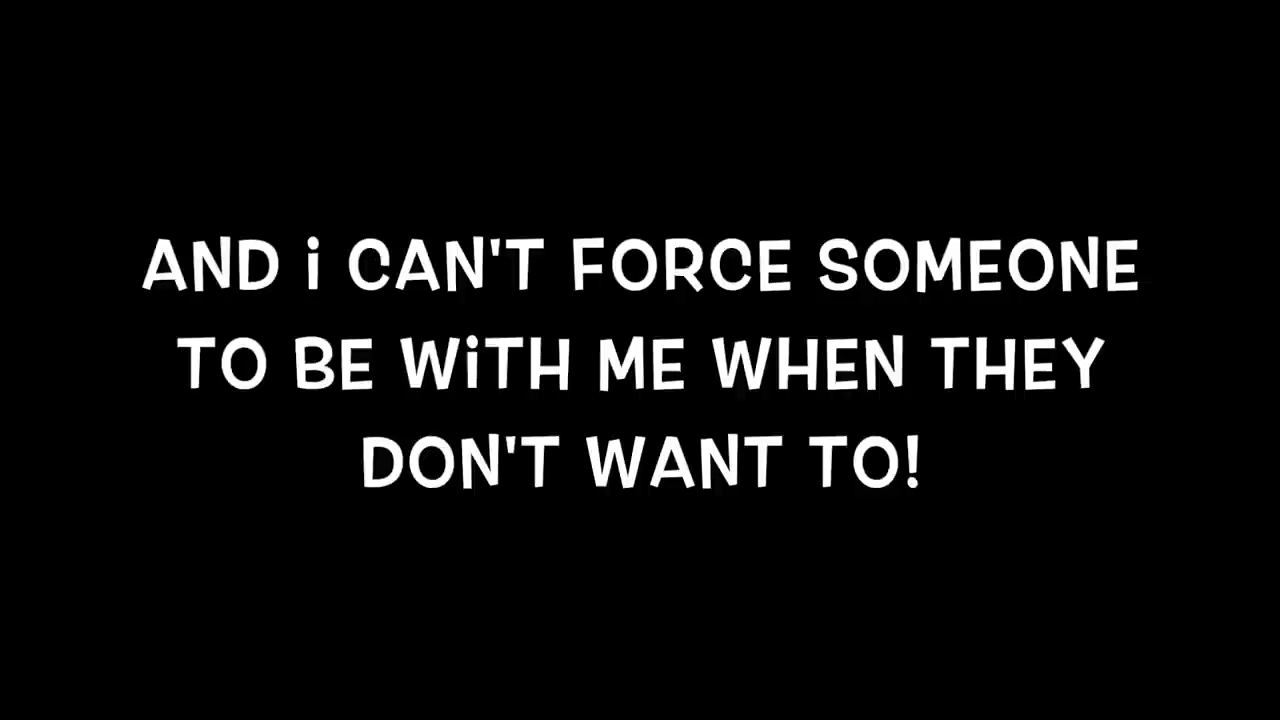 AND i CAN'T FORCE SOMEONE
TO BE WiTH ME WHEN THEY
DON'T WANT TO!